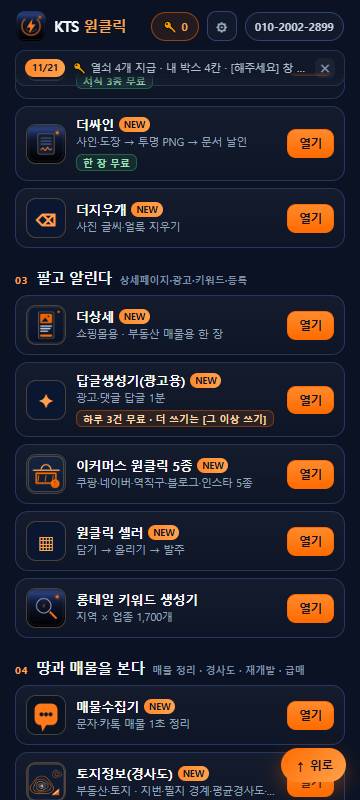 KTS 원클릭
0
010-2002-2899
11/21
열쇠 4개 지급 · 내 박스 4칸 · [해주세요] 창 ...
서식 3종 무료
더싸인 NEW
사인·도장 → 투명 PNG → 문서 날인
한 장 무료
열기
더지우개 NEW
사진 글씨·얼룩 지우기
열기
03 팔고 알린다 상세페이지·광고·키워드·등록
더상세 NEW
쇼핑몰용 · 부동산 매물용 한 장
열기
답글생성기(광고용) NEW
광고·댓글 답글 1분
하루 3건 무료 · 더 쓰기는 [그 이상 쓰기]
열기
이커머스 원클릭 5종 NEW
쿠팡·네이버·역직구·블로그·인스타 5종
열기
원클릭 셀러 NEW
담기 → 올리기 → 발주
열기
롱테일 키워드 생성기
지역 × 업종 1,700개
열기
04 땅과 매물을 본다 매물 정리 · 경사도 · 재개발 · 급매
매물수집기 NEW
문자·카톡 매물 1초 정리
열기
↑ 위로
토지정보(경사도) NEW
부동산·토지 · 지번·필지 경계·평균경사도·...
열기